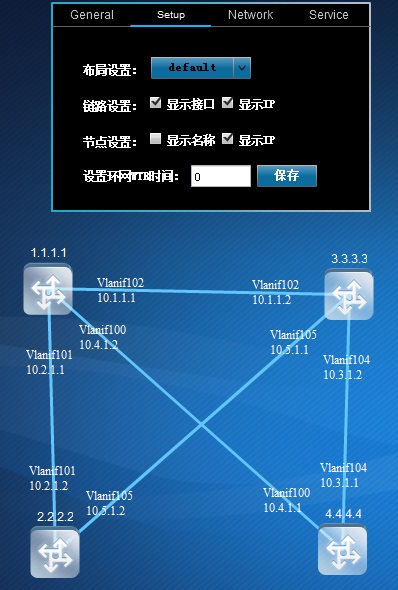 General Setup Network Service
布局设置： default
链路设置： 显示接口 显示IP
节点设置： 显示名称 显示IP
设置环网WTR时间： 0 保存
1.1.1.1
3.3.3.3
Vlanif102
10.1.1.1
Vlanif102
10.1.1.2
Vlanif100
10.4.1.2
Vlanif105
10.5.1.1
Vlanif101
10.2.1.1
Vlanif104
10.3.1.2
Vlanif101
10.2.1.2
Vlanif104
10.3.1.1
Vlanif105
10.5.1.2
Vlanif100
10.4.1.1
2.2.2.2
4.4.4.4